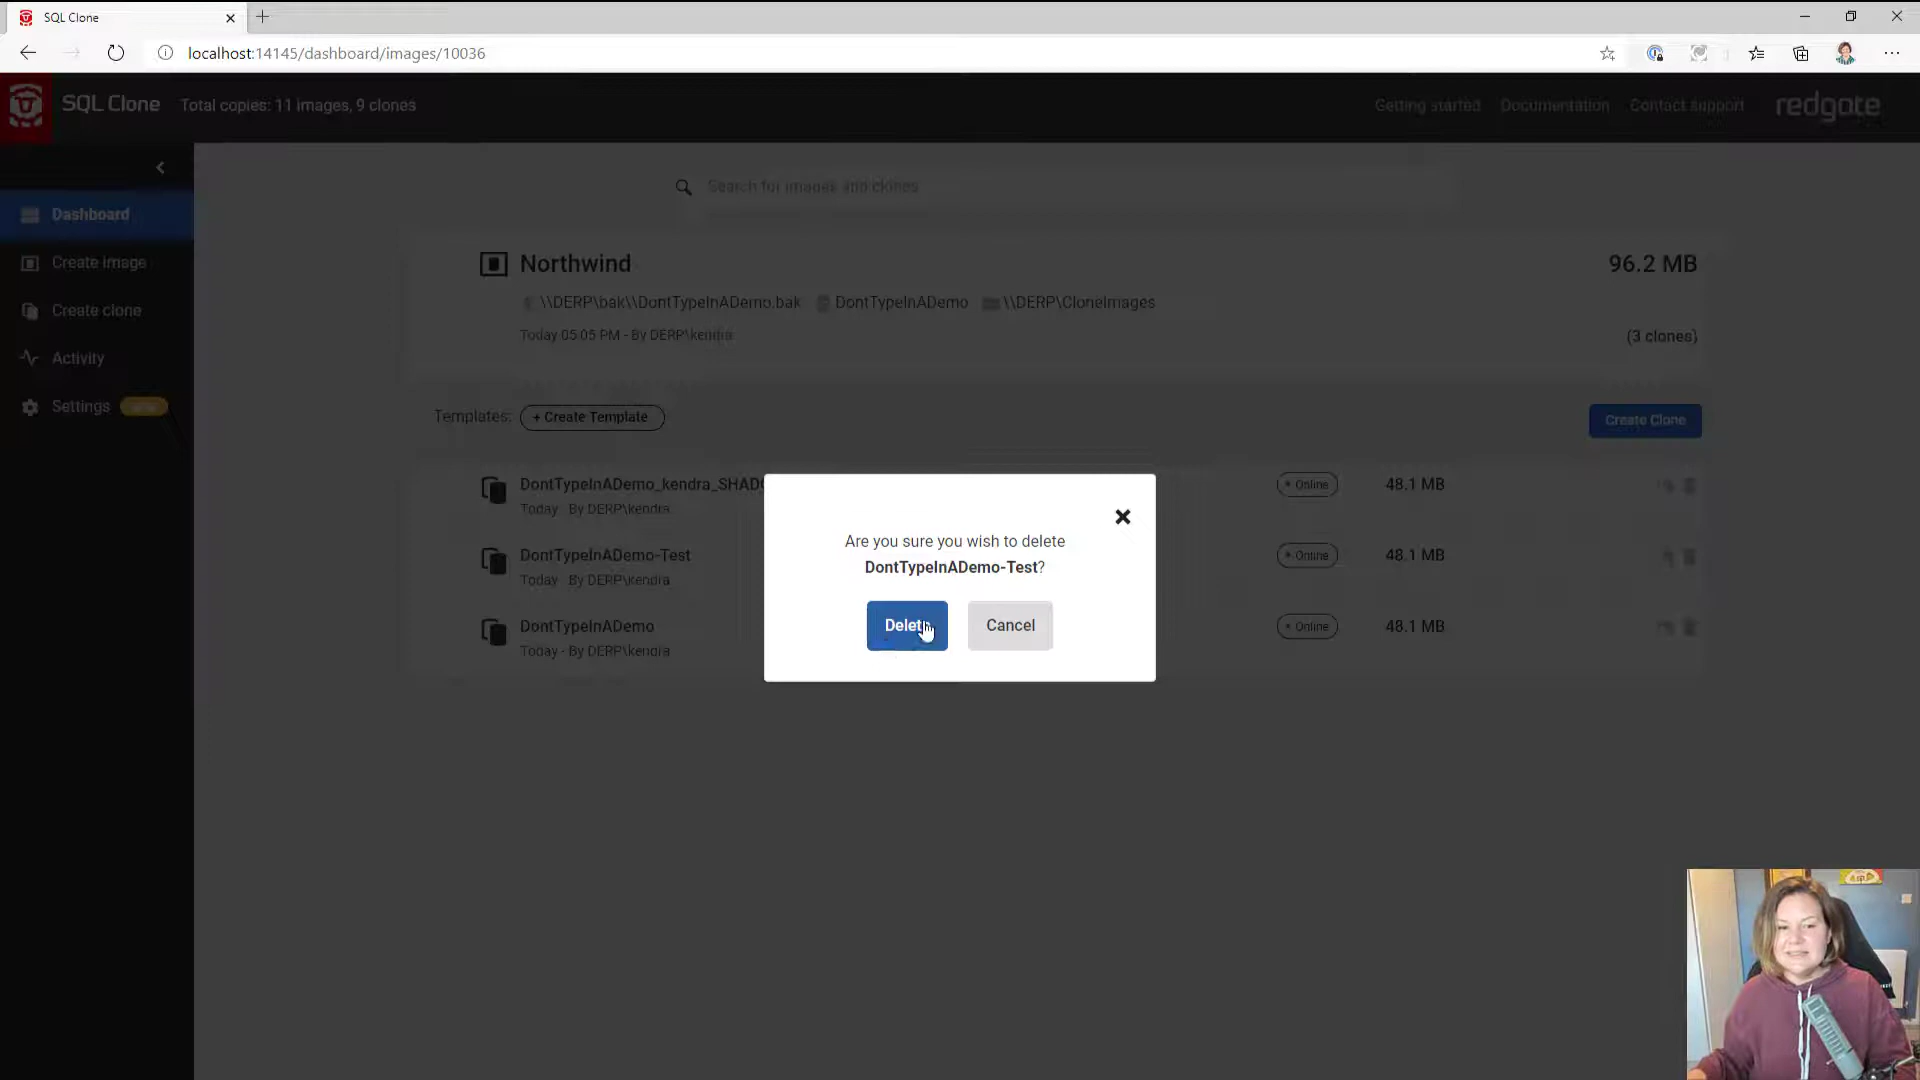 SQL Clone
localhost:14145/dashboard/images/10036
SQL Clone
Total copies: 11 images, 9 clones
Getting started
Documentation
Contact support
redgate
Dashboard
Create image
Create clone
Activity
Settings
Search for images and clones
Northwind
96.2 MB
\\DERP\bak\\DontTypeInADemo.bak
DontTypeInADemo
\\DERP\CloneImages
Today 05:05 PM - By DERP\kendra
(3 clones)
Templates:
+ Create Template
Create Clone
DontTypeInADemo_kendra_SHADO
Online
48.1 MB
Today - By DERP\kendra
DontTypeInADemo-Test
Online
48.1 MB
Today - By DERP\kendra
DontTypeInADemo
Online
48.1 MB
Today - By DERP\kendra
Are you sure you wish to delete
DontTypeInADemo-Test?
Delete
Cancel